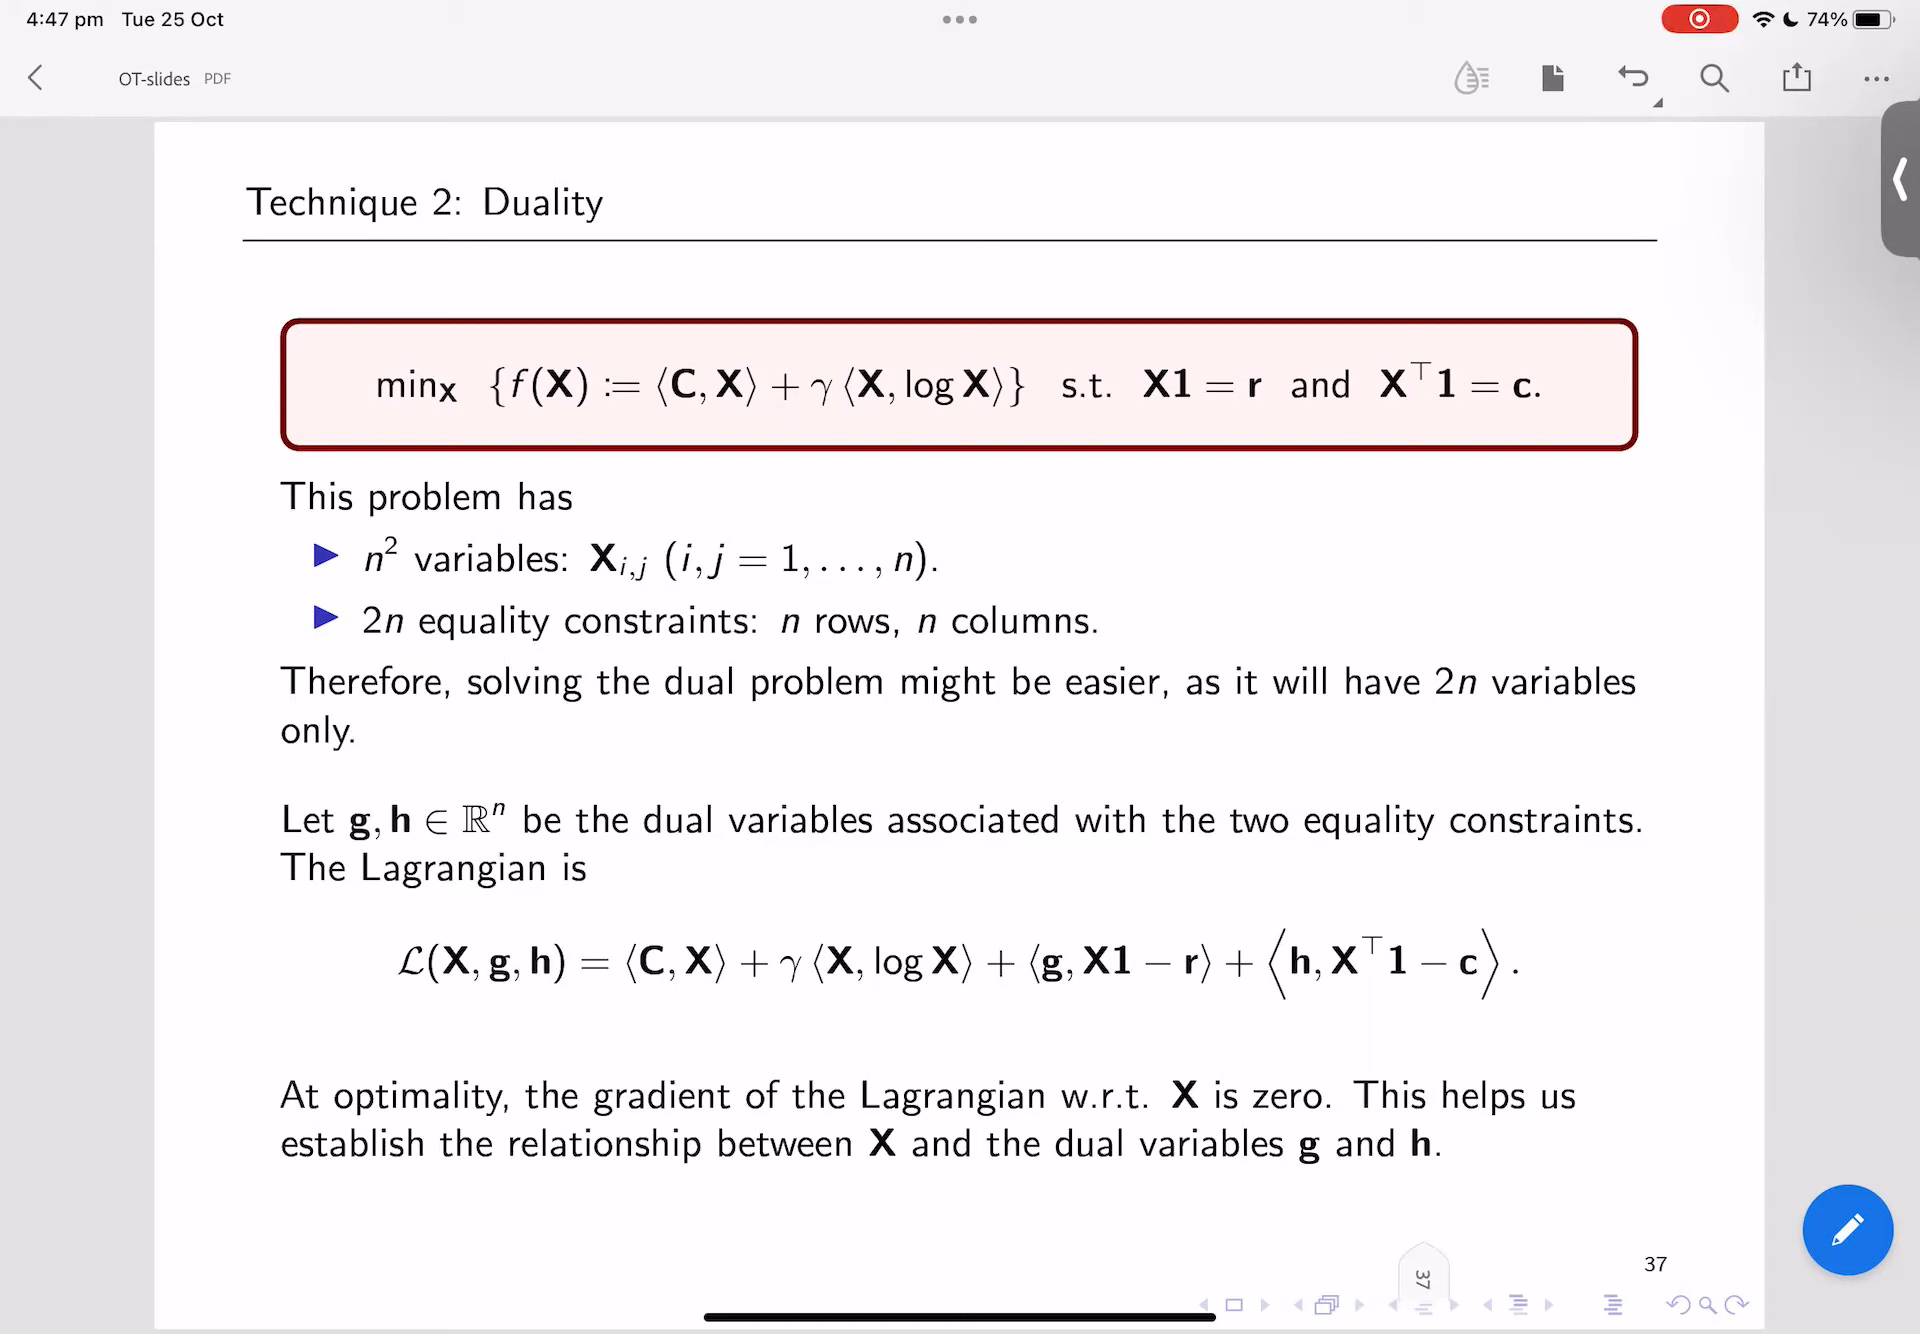 4:47 pm Tue 25 Oct
74%
OT-slides PDF
Technique 2: Duality
min_X {f(𝐗) := ⟨𝐂, 𝐗⟩ + γ ⟨𝐗, log 𝐗⟩} s.t. 𝐗𝟏 = 𝐫 and 𝐗^⊤𝟏 = 𝐜.
This problem has
▶ n² variables: 𝐗_{i,j} (i, j = 1, . . . , n).
▶ 2n equality constraints: n rows, n columns.
Therefore, solving the dual problem might be easier, as it will have 2n variables
only.
Let 𝐠, 𝐡 ∈ ℝⁿ be the dual variables associated with the two equality constraints.
The Lagrangian is
ℒ(𝐗, 𝐠, 𝐡) = ⟨𝐂, 𝐗⟩ + γ ⟨𝐗, log 𝐗⟩ + ⟨𝐠, 𝐗𝟏 − 𝐫⟩ + ⟨𝐡, 𝐗^⊤𝟏 − 𝐜⟩ .
At optimality, the gradient of the Lagrangian w.r.t. 𝐗 is zero. This helps us
establish the relationship between 𝐗 and the dual variables 𝐠 and 𝐡.
37
37